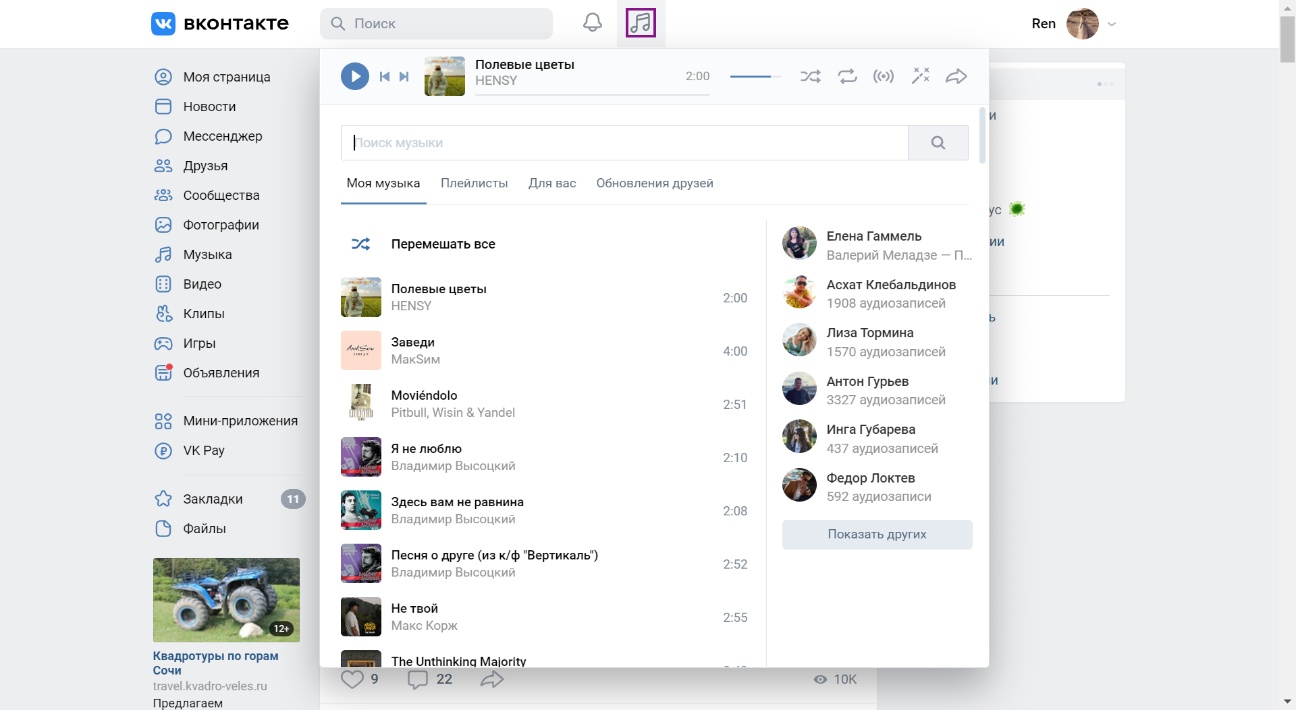 вконтакте
Поиск
Ren
Моя страница
Новости
Мессенджер
Друзья
Сообщества
Фотографии
Музыка
Видео
Клипы
Игры
Объявления
Мини-приложения
VK Pay
Закладки 11
Файлы
12+
Квадротуры по горам
Сочи
travel.kvadro-veles.ru
Предлагаем
Полевые цветы
HENSY
2:00
Поиск музыки
Моя музыка Плейлисты Для вас Обновления друзей
Перемешать все
Полевые цветы
HENSY
2:00
Заведи
МакSим
4:00
Moviéndolo
Pitbull, Wisin & Yandel
2:51
Я не люблю
Владимир Высоцкий
2:10
Здесь вам не равнина
Владимир Высоцкий
2:08
Песня о друге (из к/ф "Вертикаль")
Владимир Высоцкий
2:52
Не твой
Макс Корж
2:55
The Unthinking Majority
Елена Гаммель
Валерий Меладзе — П...
Асхат Клебальдинов
1908 аудиозаписей
Лиза Тормина
1570 аудиозаписей
Антон Гурьев
3327 аудиозаписей
Инга Губарева
437 аудиозаписей
Федор Локтев
592 аудиозаписи
Показать других
и
ус
ии
ь
и
9 22 10K